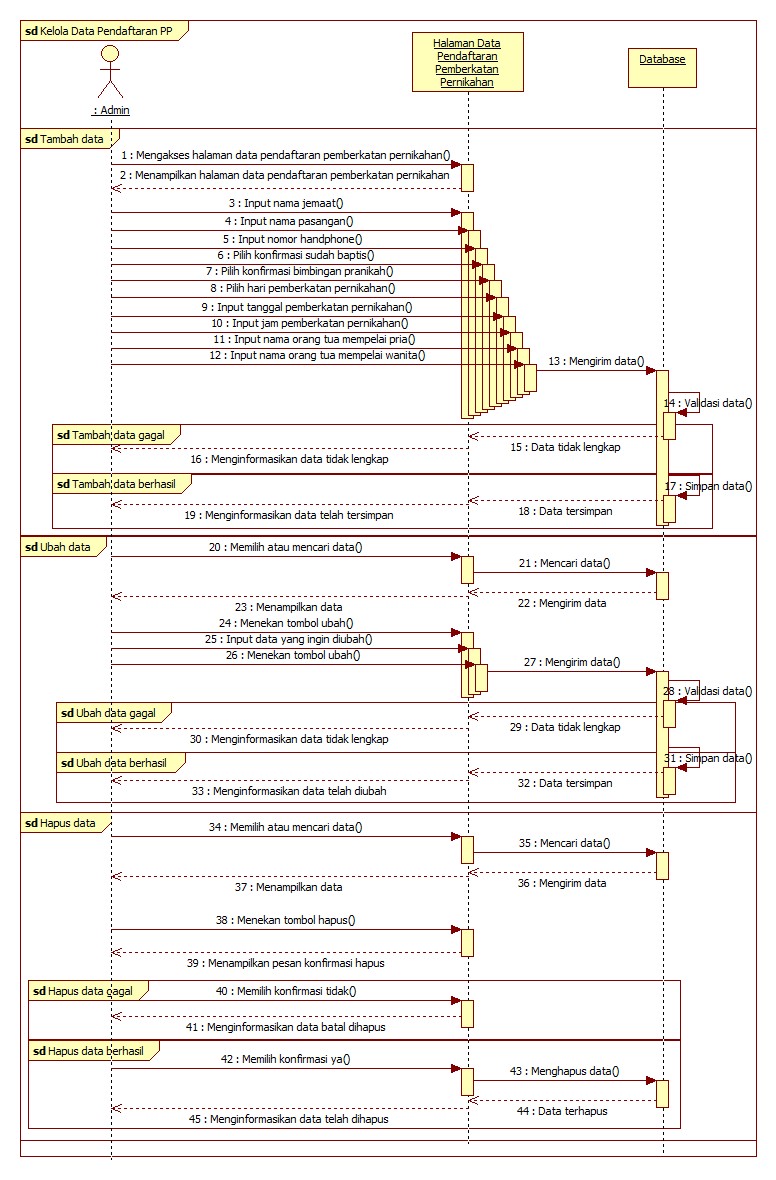 sd Kelola Data Pendaftaran PP
Halaman Data
Pendaftaran
Pemberkatan
Pernikahan
Database
: Admin
sd Tambah data
1 : Mengakses halaman data pendaftaran pemberkatan pernikahan()
2 : Menampilkan halaman data pendaftaran pemberkatan pernikahan
3 : Input nama jemaat()
4 : Input nama pasangan()
5 : Input nomor handphone()
6 : Pilih konfirmasi sudah baptis()
7 : Pilih konfirmasi bimbingan pranikah()
8 : Pilih hari pemberkatan pernikahan()
9 : Input tanggal pemberkatan pernikahan()
10 : Input jam pemberkatan pernikahan()
11 : Input nama orang tua mempelai pria()
12 : Input nama orang tua mempelai wanita()
13 : Mengirim data()
14 : Validasi data()
sd Tambah data gagal
15 : Data tidak lengkap
16 : Menginformasikan data tidak lengkap
sd Tambah data berhasil
17 : Simpan data()
18 : Data tersimpan
19 : Menginformasikan data telah tersimpan
sd Ubah data
20 : Memilih atau mencari data()
21 : Mencari data()
22 : Mengirim data
23 : Menampilkan data
24 : Menekan tombol ubah()
25 : Input data yang ingin diubah()
26 : Menekan tombol ubah()
27 : Mengirim data()
28 : Validasi data()
sd Ubah data gagal
29 : Data tidak lengkap
30 : Menginformasikan data tidak lengkap
sd Ubah data berhasil
31 : Simpan data()
32 : Data tersimpan
33 : Menginformasikan data telah diubah
sd Hapus data
34 : Memilih atau mencari data()
35 : Mencari data()
36 : Mengirim data
37 : Menampilkan data
38 : Menekan tombol hapus()
39 : Menampilkan pesan konfirmasi hapus
sd Hapus data gagal
40 : Memilih konfirmasi tidak()
41 : Menginformasikan data batal dihapus
sd Hapus data berhasil
42 : Memilih konfirmasi ya()
43 : Menghapus data()
44 : Data terhapus
45 : Menginformasikan data telah dihapus